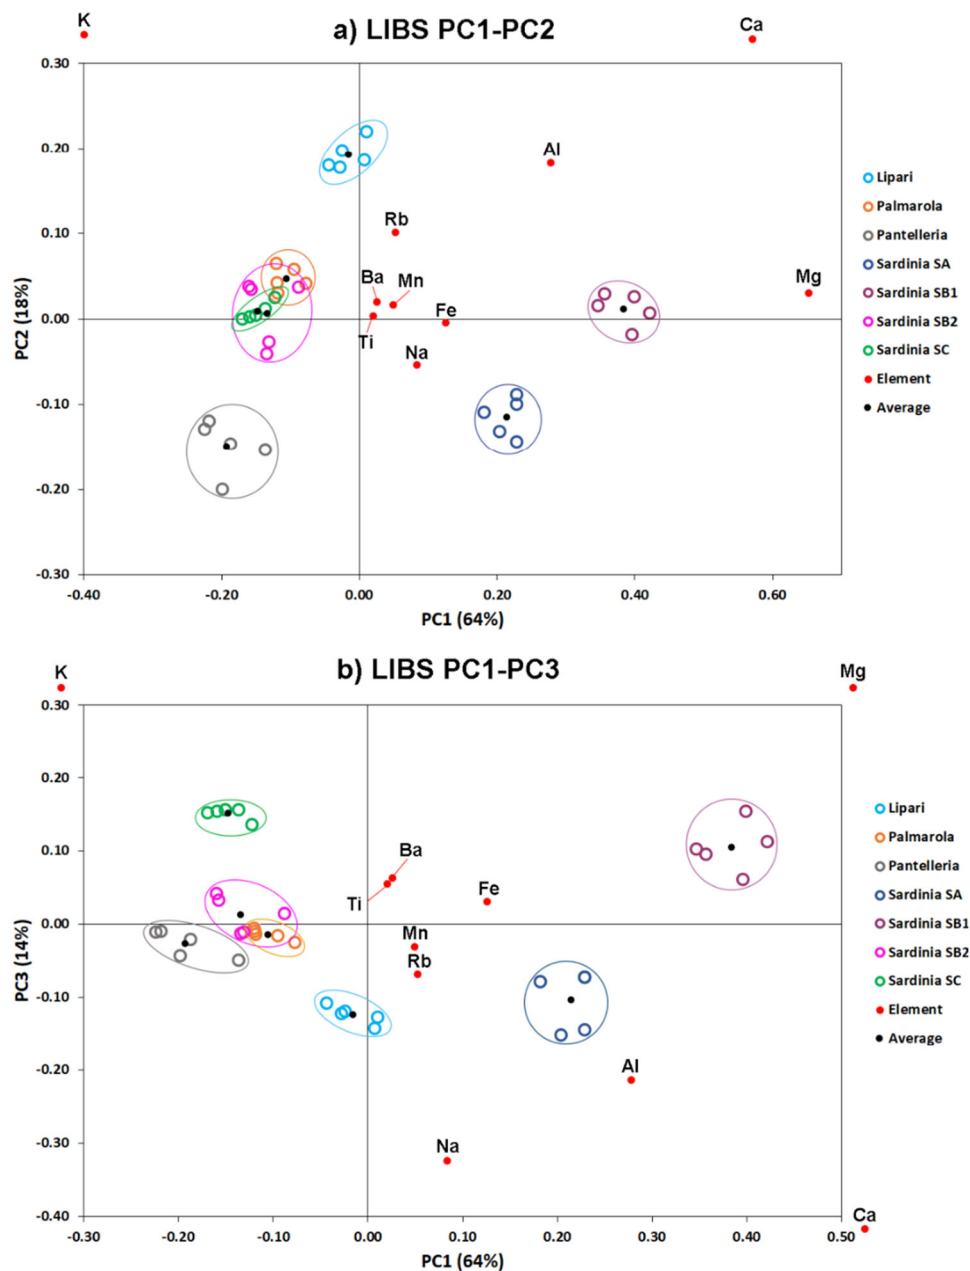 K
a) LIBS PC1-PC2
Ca
0.30
0.20
0.10
0.00
-0.10
-0.20
-0.30
PC2 (18%)
Al
Rb
Ba
Mn
Mg
Ti
Fe
Na
-0.40
-0.20
0.00
0.20
0.40
0.60
PC1 (64%)
Lipari
Palmarola
Pantelleria
Sardinia SA
Sardinia SB1
Sardinia SB2
Sardinia SC
Element
Average
K
b) LIBS PC1-PC3
Mg
0.30
0.20
0.10
0.00
-0.10
-0.20
-0.30
-0.40
PC3 (14%)
Ba
Ti
Fe
Mn
Rb
Al
Na
Ca
-0.30
-0.20
-0.10
0.00
0.10
0.20
0.30
0.40
0.50
PC1 (64%)
Lipari
Palmarola
Pantelleria
Sardinia SA
Sardinia SB1
Sardinia SB2
Sardinia SC
Element
Average